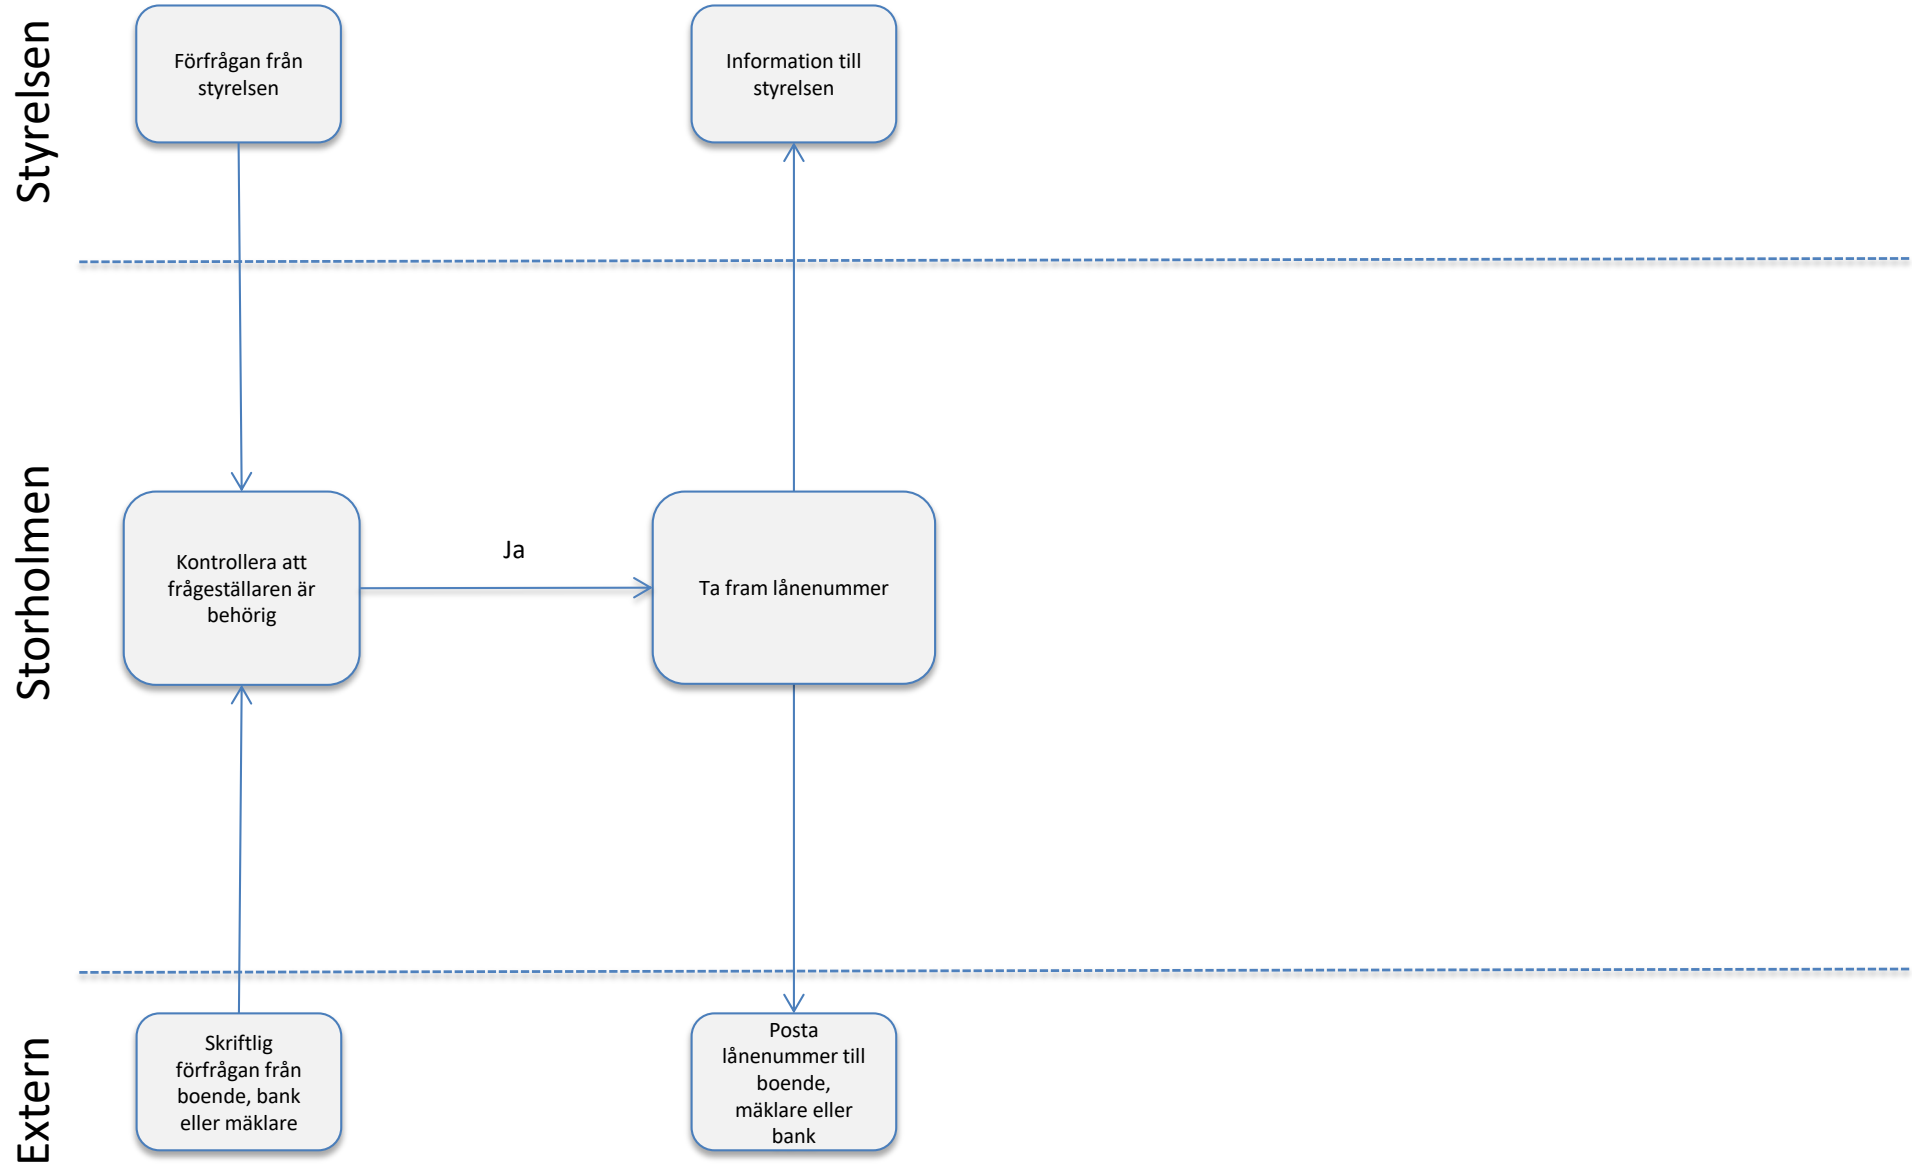 Styrelsen
Förfrågan från
styrelsen
Information till
styrelsen
Storholmen
Kontrollera att
frågeställaren är
behörig
Ja
Ta fram lånenummer
Extern
Skriftlig
förfrågan från
boende, bank
eller mäklare
Posta
lånenummer till
boende,
mäklare eller
bank